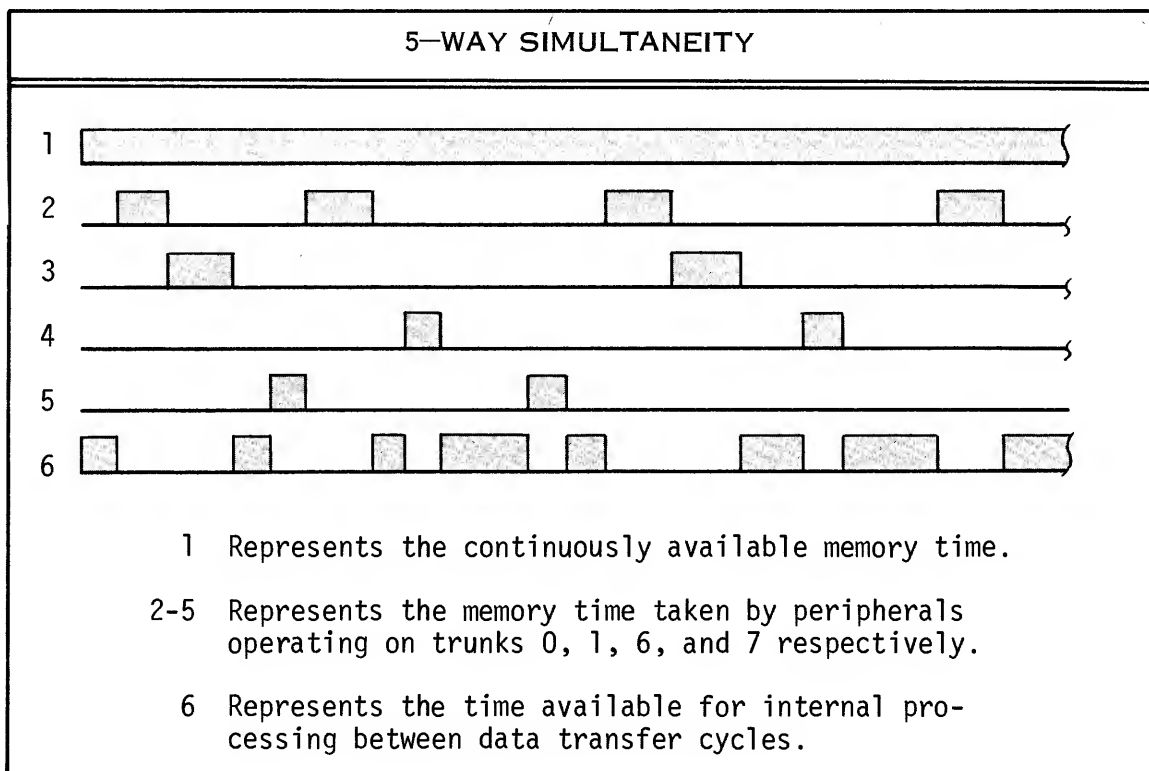 5—WAY SIMULTANEITY
1
2
3
4
5
6
1 Represents the continuously available memory time.
2-5 Represents the memory time taken by peripherals
operating on trunks 0, 1, 6, and 7 respectively.
6 Represents the time available for internal pro-
cessing between data transfer cycles.